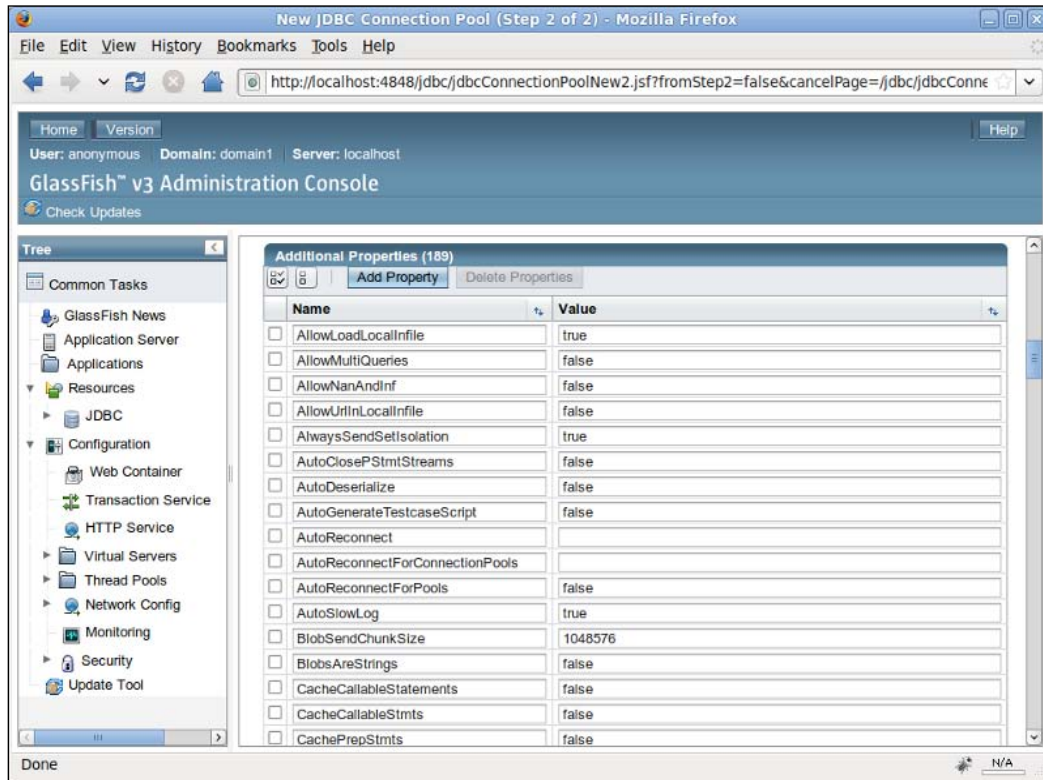 New JDBC Connection Pool (Step 2 of 2) - Mozilla Firefox
File Edit View History Bookmarks Tools Help
http://localhost:4848/jdbc/jdbcConnectionPoolNew2.jsf?fromStep2=false&cancelPage=/jdbc/jdbcConne
Home Version Help
User: anonymous Domain: domain1 Server: localhost
GlassFish™ v3 Administration Console
Check Updates
Tree
Common Tasks
GlassFish News
Application Server
Applications
Resources
JDBC
Configuration
Web Container
Transaction Service
HTTP Service
Virtual Servers
Thread Pools
Network Config
Monitoring
Security
Update Tool
Additional Properties (189)
Add Property Delete Properties
Name Value
AllowLoadLocalInfile true
AllowMultiQueries false
AllowNanAndInf false
AllowUrlInLocalInfile false
AlwaysSendSetIsolation true
AutoClosePStmtStreams false
AutoDeserialize false
AutoGenerateTestcaseScript false
AutoReconnect
AutoReconnectForConnectionPools
AutoReconnectForPools false
AutoSlowLog true
BlobSendChunkSize 1048576
BlobsAreStrings false
CacheCallableStatements false
CacheCallableStmts false
CachePrepStmts false
Done N/A